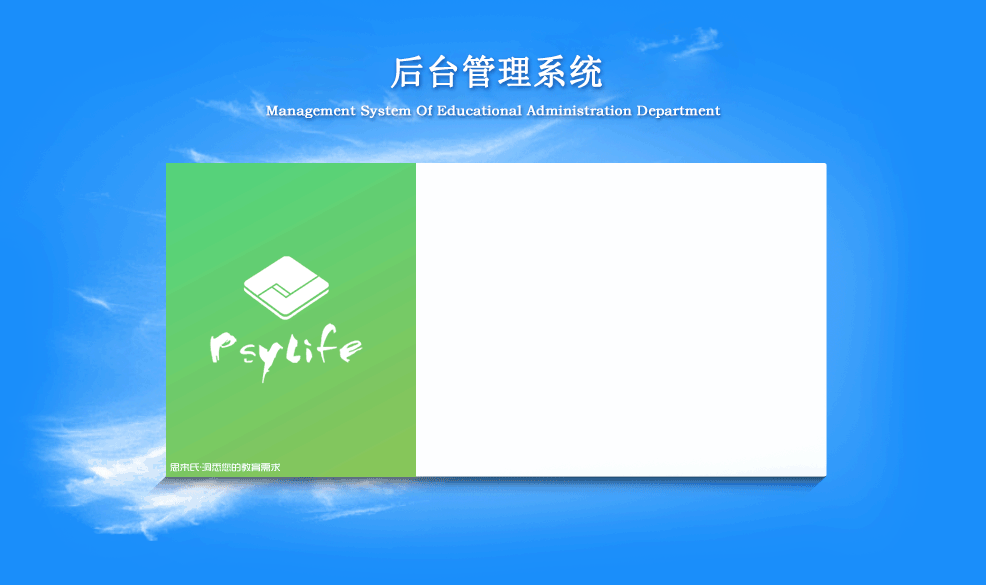 后台管理系统
Management System Of Educational Administration Department
Psylife
思来氏-洞悉您的教育需求